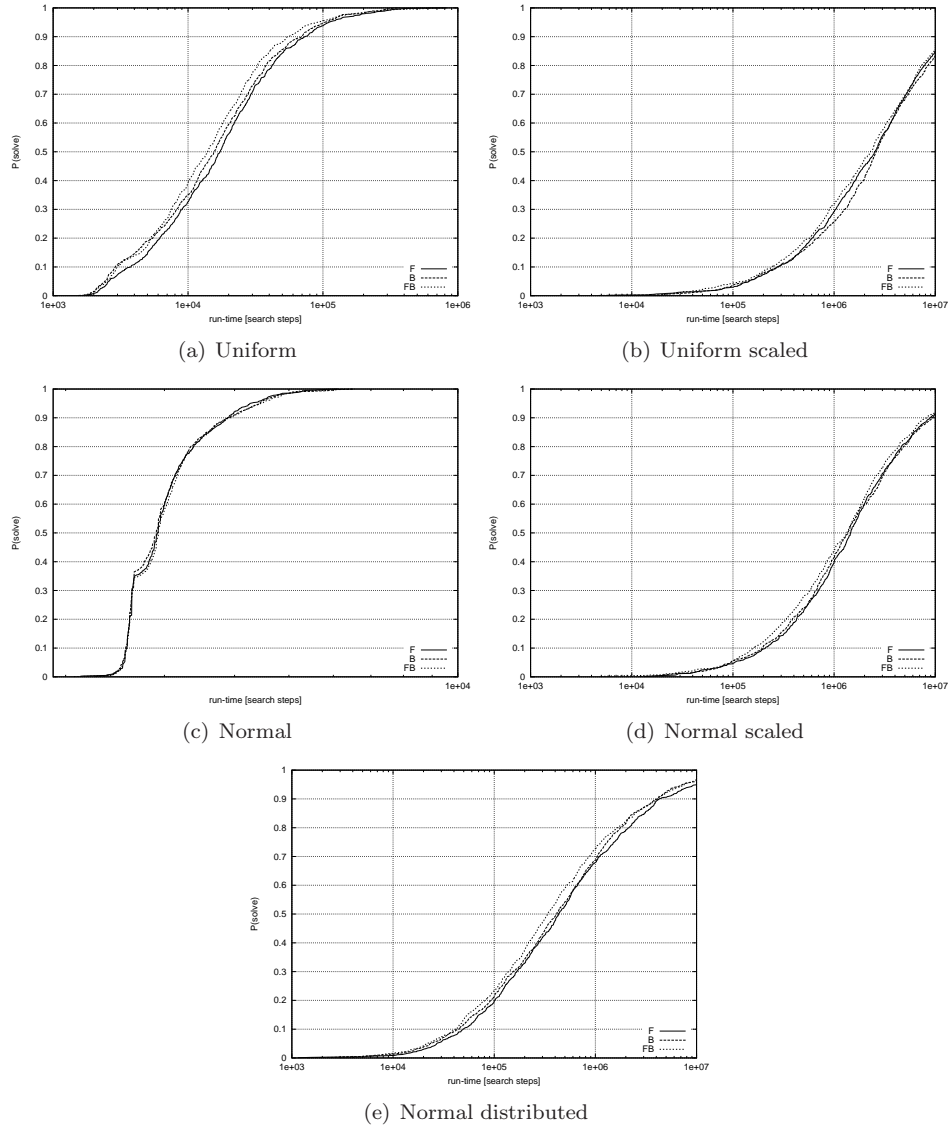 1
0.9
0.8
0.7
0.6
0.5
0.4
0.3
0.2
0.1
0
P(solve)
F
B
FB
1e+03 1e+04 1e+05 1e+06
run-time [search steps]
(a) Uniform
1
0.9
0.8
0.7
0.6
0.5
0.4
0.3
0.2
0.1
0
P(solve)
F
B
FB
1e+03 1e+04 1e+05 1e+06 1e+07
run-time [search steps]
(b) Uniform scaled
1
0.9
0.8
0.7
0.6
0.5
0.4
0.3
0.2
0.1
0
P(solve)
F
B
FB
1e+04
run-time [search steps]
(c) Normal
1
0.9
0.8
0.7
0.6
0.5
0.4
0.3
0.2
0.1
0
P(solve)
F
B
FB
1e+03 1e+04 1e+05 1e+06 1e+07
run-time [search steps]
(d) Normal scaled
1
0.9
0.8
0.7
0.6
0.5
0.4
0.3
0.2
0.1
0
P(solve)
F
B
FB
1e+03 1e+04 1e+05 1e+06 1e+07
run-time [search steps]
(e) Normal distributed